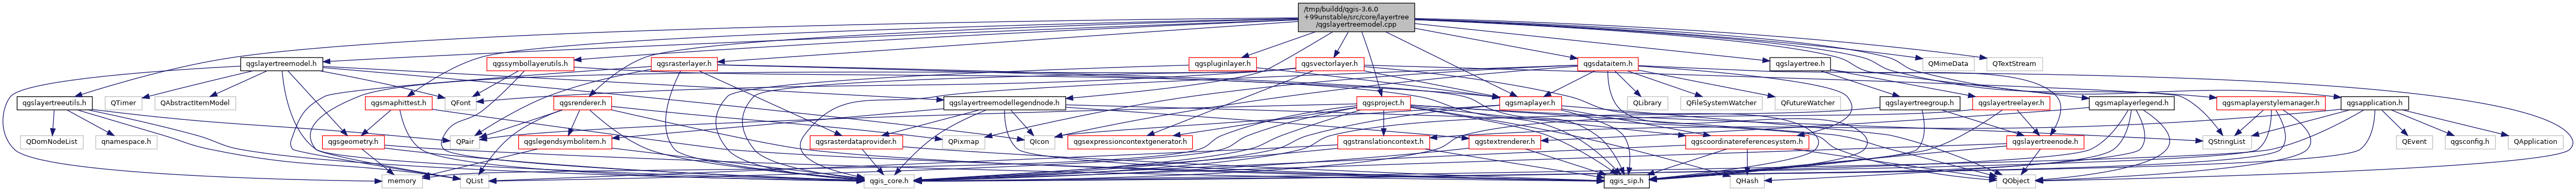 /tmp/buildd/qgis-3.6.0
+99unstable/src/core/layertree
/qgslayertreemodel.cpp
qgslayertreemodel.h
qgssymbollayerutils.h
qgsrasterlayer.h
qgspluginlayer.h
qgsvectorlayer.h
qgsdataitem.h
qgslayertree.h
QMimeData
QTextStream
qgslayertreeutils.h
QTimer
QAbstractItemModel
qgsmaphittest.h
QFont
qgsrenderer.h
qgslayertreemodellegendnode.h
qgsproject.h
qgsmaplayer.h
QLibrary
QFileSystemWatcher
QFutureWatcher
qgslayertreegroup.h
qgslayertreelayer.h
qgsmaplayerlegend.h
qgsmaplayerstylemanager.h
qgsapplication.h
QDomNodeList
qnamespace.h
qgsgeometry.h
QPair
qgslegendsymbolitem.h
qgsrasterdataprovider.h
QPixmap
QIcon
qgsexpressioncontextgenerator.h
qgstranslationcontext.h
qgstextrenderer.h
qgscoordinatereferencesystem.h
qgslayertreenode.h
QStringList
QEvent
qgsconfig.h
QApplication
memory
QList
qgis_core.h
qgis_sip.h
QHash
QObject